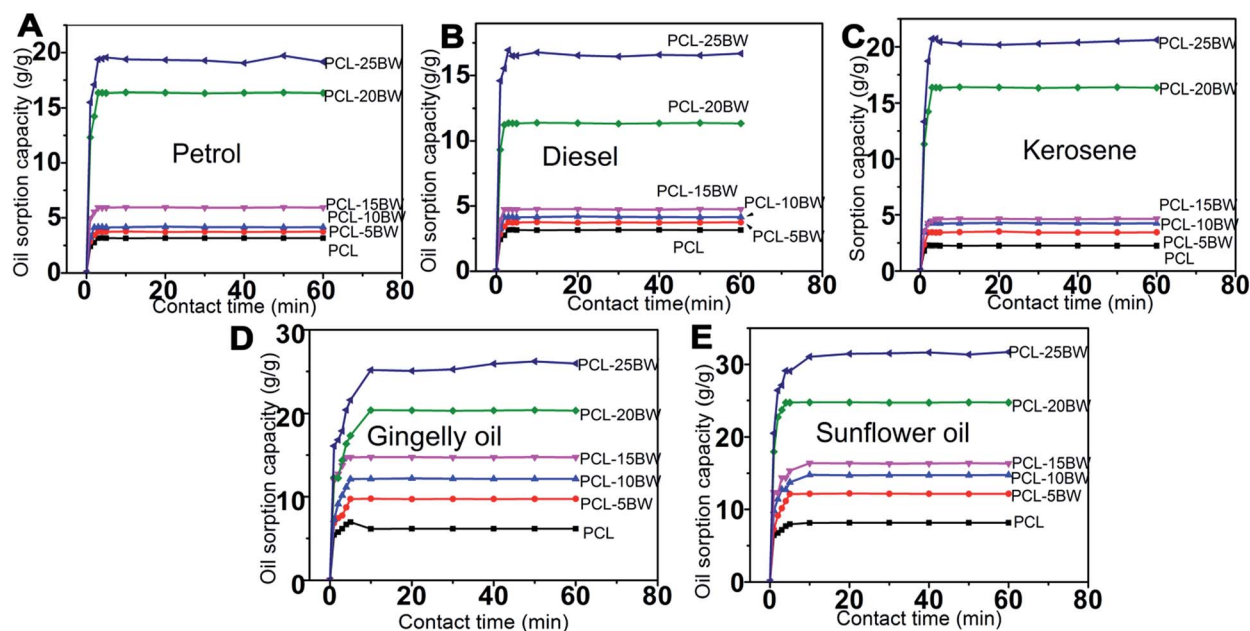 A
Oil sorption capacity (g/g)
20
15
10
5
0
Petrol
PCL-25BW
PCL-20BW
PCL-15BW
PCL-10BW
PCL-5BW
PCL
0 20 40 60 80
Contact time (min)
B
Oil sorption capacity(g/g)
15
10
5
0
Diesel
PCL-25BW
PCL-20BW
PCL-15BW
PCL-10BW
PCL-5BW
PCL
0 20 40 60 80
Contact time(min)
C
Sorption capacity (g/g)
20
15
10
5
0
Kerosene
PCL-25BW
PCL-20BW
PCL-15BW
PCL-10BW
PCL-5BW
PCL
0 20 40 60 80
Contact time (min)
D
Oil sorption capacity (g/g)
30
20
10
0
Gingelly oil
PCL-25BW
PCL-20BW
PCL-15BW
PCL-10BW
PCL-5BW
PCL
0 20 40 60 80
Contact time (min)
E
Oil sorption capacity (g/g)
30
20
10
0
Sunflower oil
PCL-25BW
PCL-20BW
PCL-15BW
PCL-10BW
PCL-5BW
PCL
0 20 40 60 80
Contact time (min)